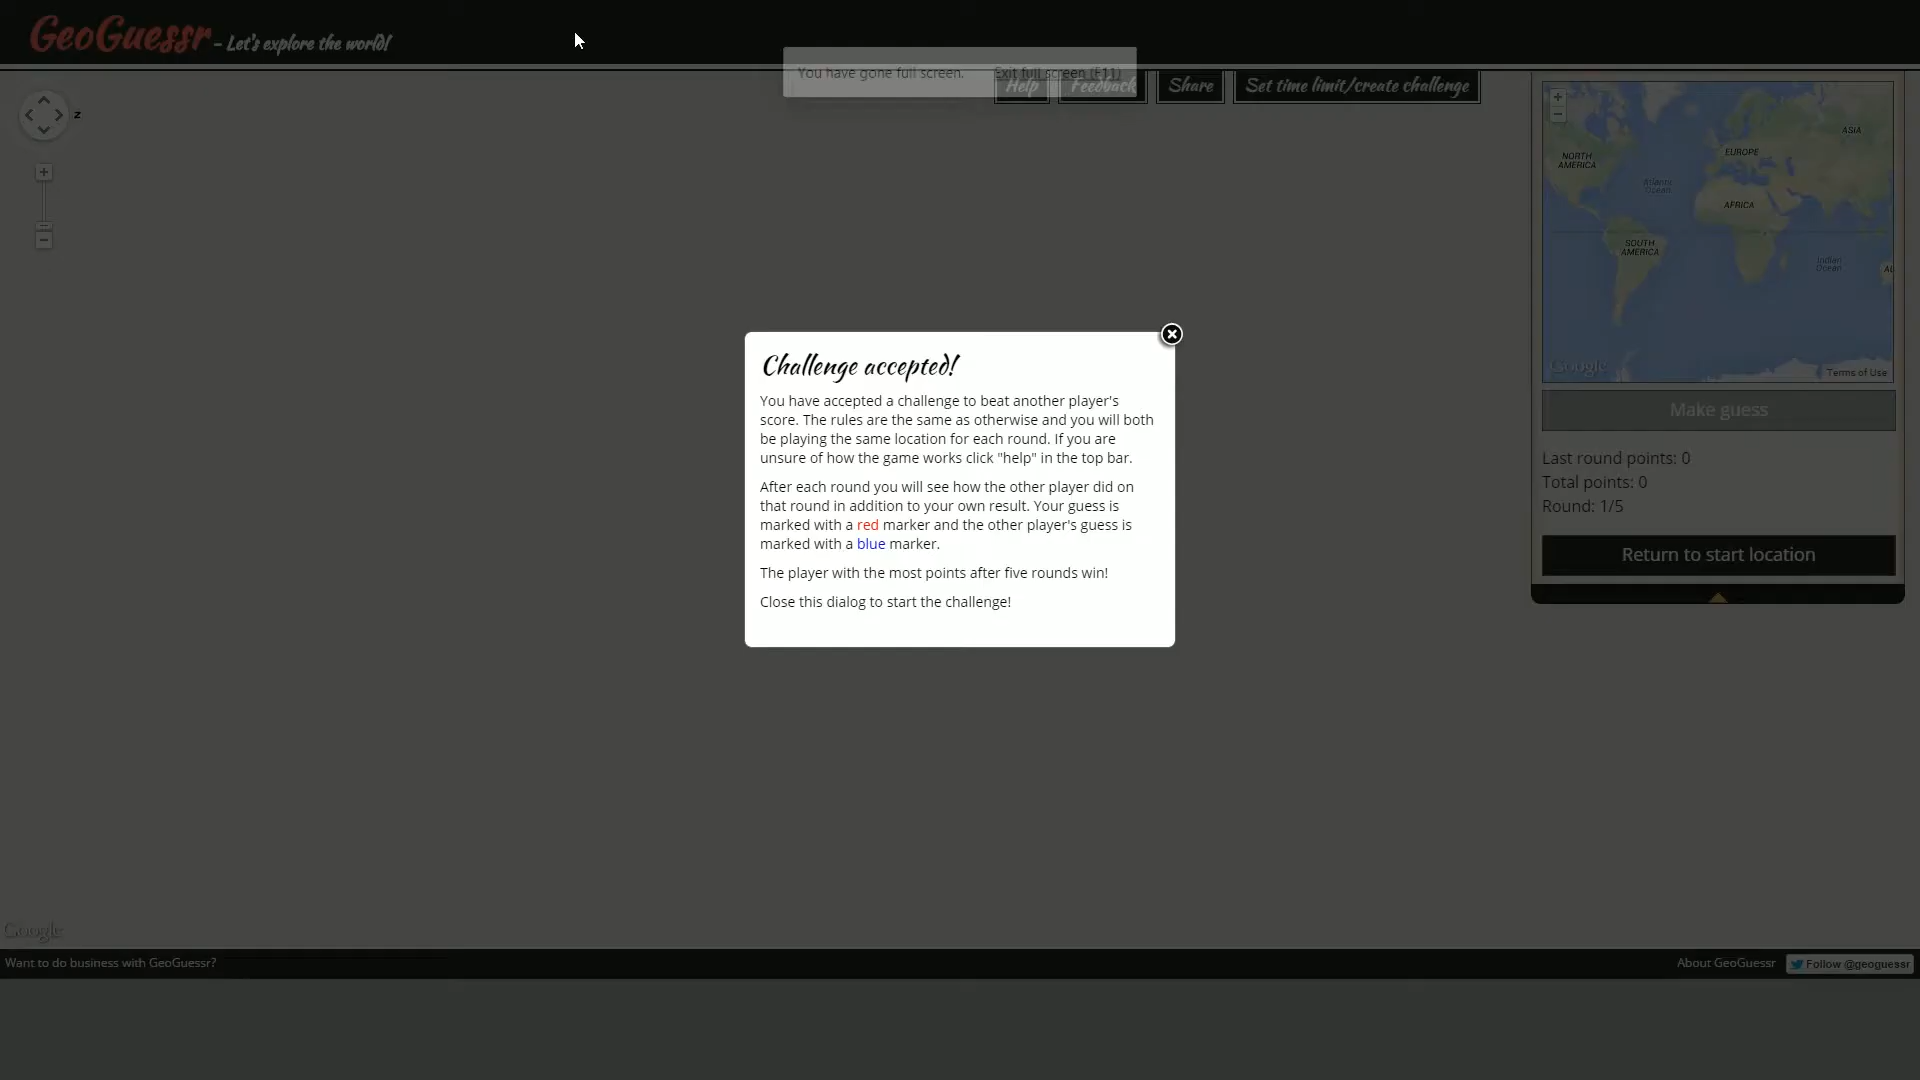 GeoGuessr - Let's explore the world!
You have gone full screen. Exit full screen (F11)
Help Feedback Share Set time limit/create challenge
z
NORTH
AMERICA
ASIA
EUROPE
Atlantic
Ocean
AFRICA
SOUTH
AMERICA
Indian
Ocean
AU
Google
Terms of Use
Make guess
Last round points: 0
Total points: 0
Round: 1/5
Return to start location
Challenge accepted!
You have accepted a challenge to beat another player's
score. The rules are the same as otherwise and you will both
be playing the same location for each round. If you are
unsure of how the game works click "help" in the top bar.
After each round you will see how the other player did on
that round in addition to your own result. Your guess is
marked with a red marker and the other player's guess is
marked with a blue marker.
The player with the most points after five rounds win!
Close this dialog to start the challenge!
Google
Want to do business with GeoGuessr?
About GeoGuessr
Follow @geoguessr